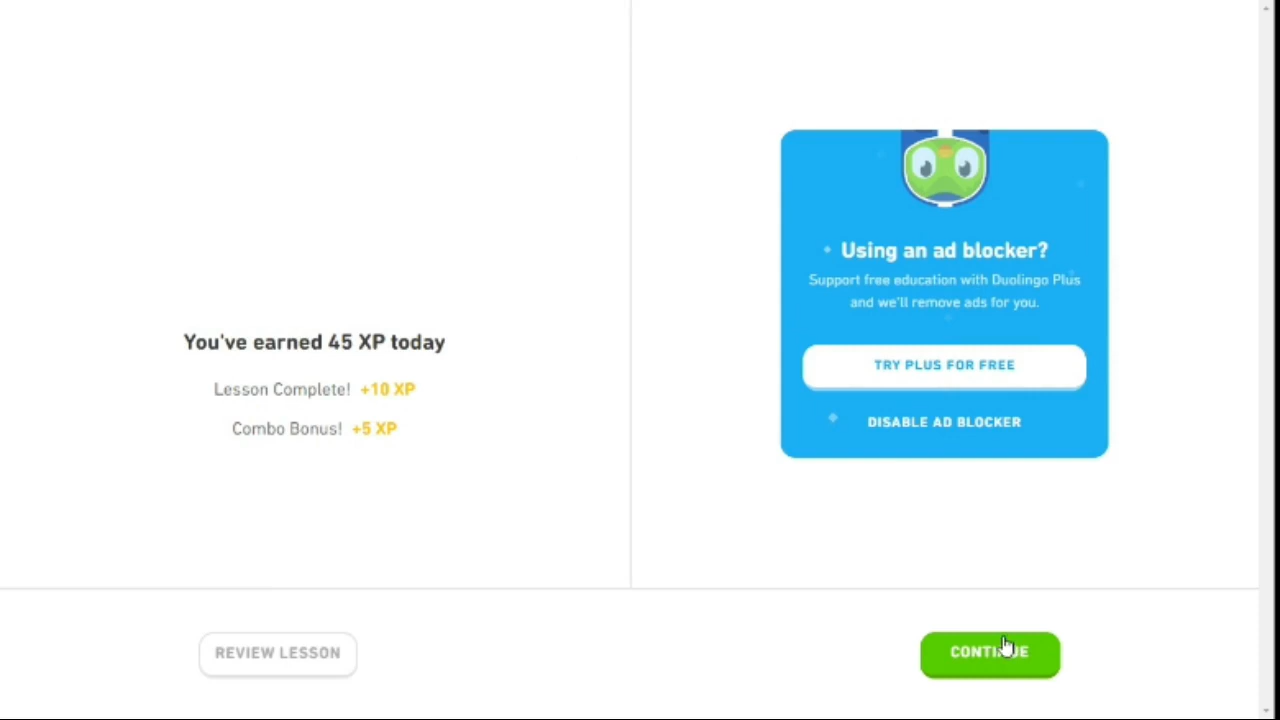 You've earned 45 XP today
Lesson Complete! +10 XP
Combo Bonus! +5 XP
Using an ad blocker?
Support free education with Duolingo Plus
and we'll remove ads for you.
TRY PLUS FOR FREE
DISABLE AD BLOCKER
REVIEW LESSON
CONTINUE